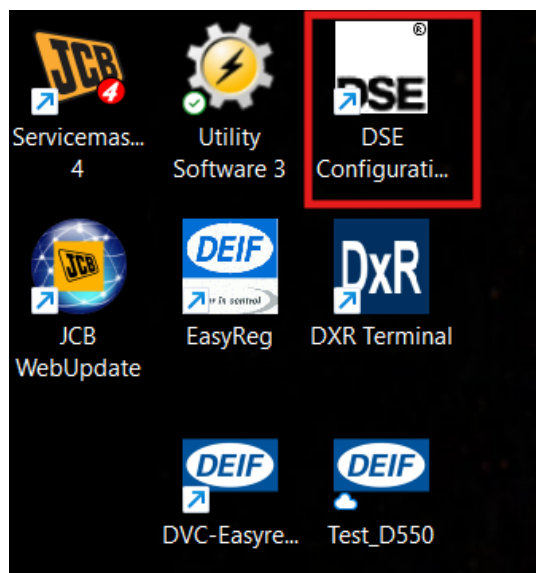 JCB
4
Servicemas...
4
Utility
Software 3
®
DSE
DSE
Configurati...
JCB
JCB
WebUpdate
DEIF
EasyReg
DxR
DXR Terminal
DEIF
DVC-Easyre...
DEIF
Test_D550